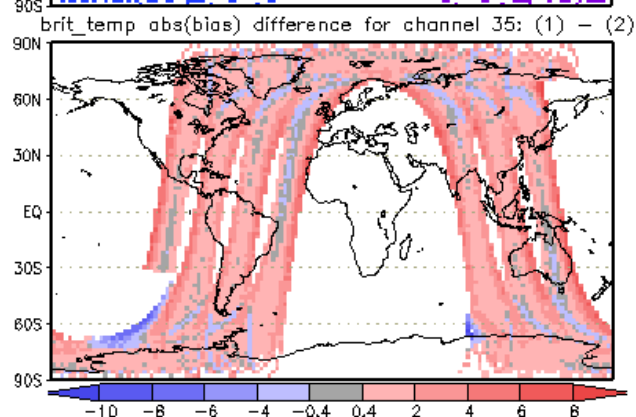 90S
brit_temp abs(bias) difference for channel 35: (1) − (2)
90N
60N
30N
EQ
30S
60S
90S
−10 −8 −6 −4 −0.4 0.4 2 4 6 8